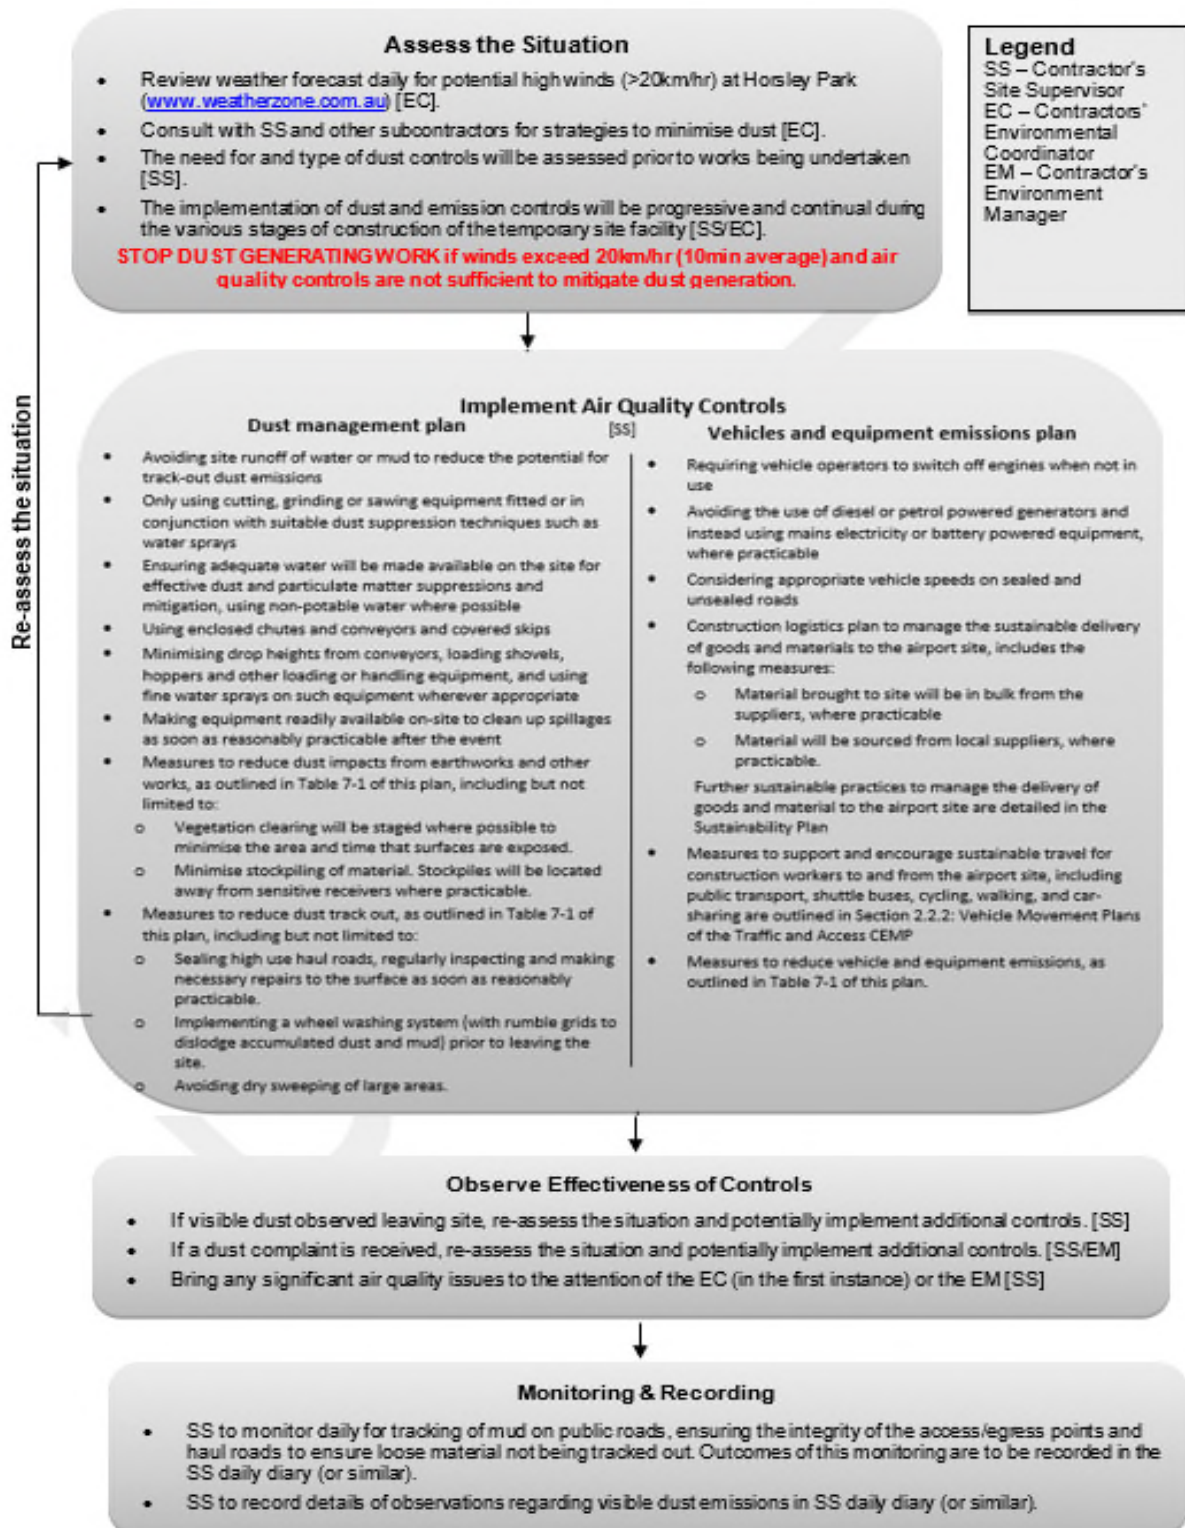 Assess the Situation
• Review weather forecast daily for potential high winds (>20km/hr) at Horsley Park
(www.weatherzone.com.au) [EC].
• Consult with SS and other subcontractors for strategies to minimise dust [EC].
• The need for and type of dust controls will be assessed prior to works being undertaken
[SS].
• The implementation of dust and emission controls will be progressive and continual during
the various stages of construction of the temporary site facility [SS/EC].
STOP DUST GENERATING WORK if winds exceed 20km/hr (10min average) and air
quality controls are not sufficient to mitigate dust generation.
Legend
SS – Contractor's
Site Supervisor
EC – Contractors'
Environmental
Coordinator
EM – Contractor's
Environment
Manager
Re-assess the situation
Implement Air Quality Controls
[SS]
Dust management plan
• Avoiding site runoff of water or mud to reduce the potential for
track-out dust emissions
• Only using cutting, grinding or sawing equipment fitted or in
conjunction with suitable dust suppression techniques such as
water sprays
• Ensuring adequate water will be made available on the site for
effective dust and particulate matter suppressions and
mitigation, using non-potable water where possible
• Using enclosed chutes and conveyors and covered skips
• Minimising drop heights from conveyors, loading shovels,
hoppers and other loading or handling equipment, and using
fine water sprays on such equipment wherever appropriate
• Making equipment readily available on-site to clean up spillages
as soon as reasonably practicable after the event
• Measures to reduce dust impacts from earthworks and other
works, as outlined in Table 7-1 of this plan, including but not
limited to:
o Vegetation clearing will be staged where possible to
minimise the area and time that surfaces are exposed.
o Minimise stockpiling of material. Stockpiles will be located
away from sensitive receivers where practicable.
• Measures to reduce dust track out, as outlined in Table 7-1 of
this plan, including but not limited to:
o Sealing high use haul roads, regularly inspecting and making
necessary repairs to the surface as soon as reasonably
practicable.
o Implementing a wheel washing system (with rumble grids to
dislodge accumulated dust and mud) prior to leaving the
site.
o Avoiding dry sweeping of large areas.
Vehicles and equipment emissions plan
• Requiring vehicle operators to switch off engines when not in
use
• Avoiding the use of diesel or petrol powered generators and
instead using mains electricity or battery powered equipment,
where practicable
• Considering appropriate vehicle speeds on sealed and
unsealed roads
• Construction logistics plan to manage the sustainable delivery
of goods and materials to the airport site, includes the
following measures:
o Material brought to site will be in bulk from the
suppliers, where practicable
o Material will be sourced from local suppliers, where
practicable.
Further sustainable practices to manage the delivery of
goods and material to the airport site are detailed in the
Sustainability Plan
• Measures to support and encourage sustainable travel for
construction workers to and from the airport site, including
public transport, shuttle buses, cycling, walking, and car-
sharing are outlined in Section 2.2.2: Vehicle Movement Plans
of the Traffic and Access CEMP
• Measures to reduce vehicle and equipment emissions, as
outlined in Table 7-1 of this plan.
Observe Effectiveness of Controls
• If visible dust observed leaving site, re-assess the situation and potentially implement additional controls. [SS]
• If a dust complaint is received, re-assess the situation and potentially implement additional controls. [SS/EM]
• Bring any significant air quality issues to the attention of the EC (in the first instance) or the EM [SS]
Monitoring & Recording
• SS to monitor daily for tracking of mud on public roads, ensuring the integrity of the access/egress points and
haul roads to ensure loose material not being tracked out. Outcomes of this monitoring are to be recorded in the
SS daily diary (or similar).
• SS to record details of observations regarding visible dust emissions in SS daily diary (or similar).